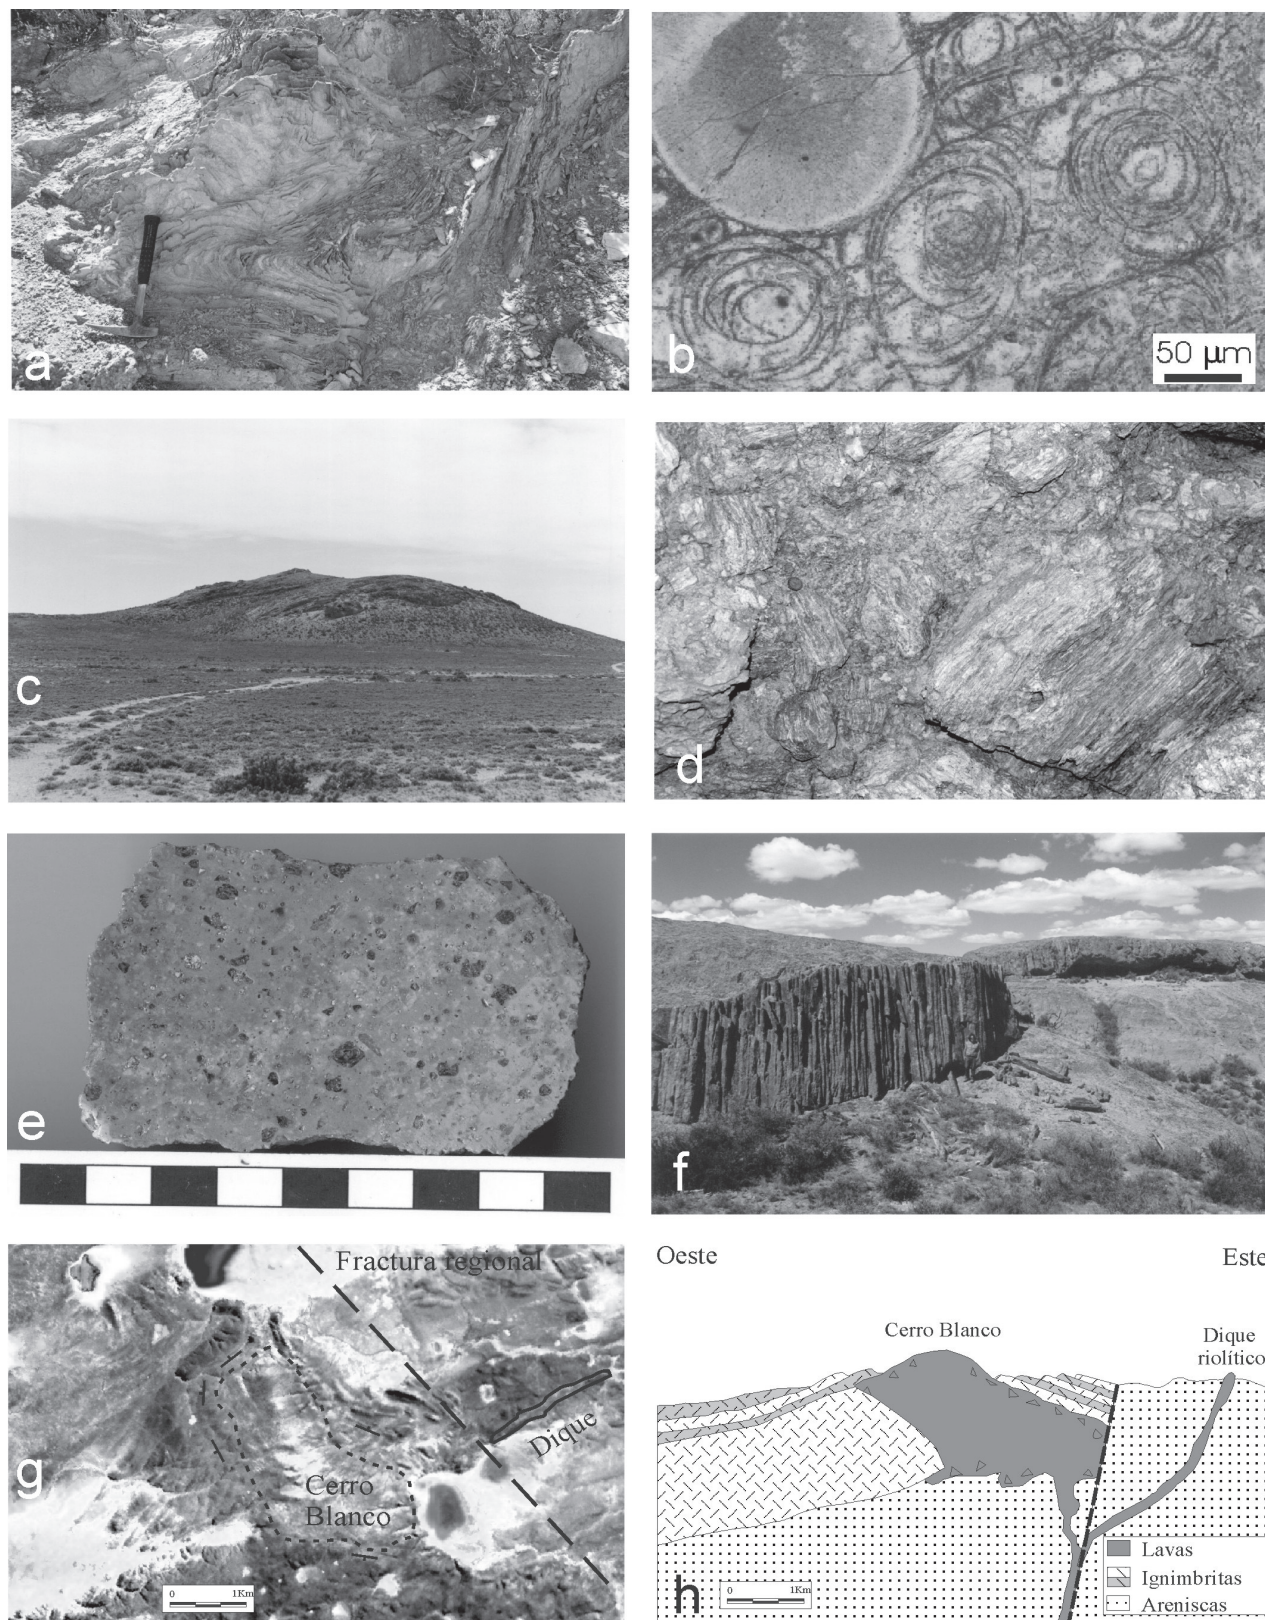 a
b
50 µm
c
d
e
f
g
Fractura regional
Dique
Cerro
Blanco
0 1Km
h
Oeste
Este
Cerro Blanco
Dique
riolítico
Lavas
Ignimbritas
Areniscas
0 1Km